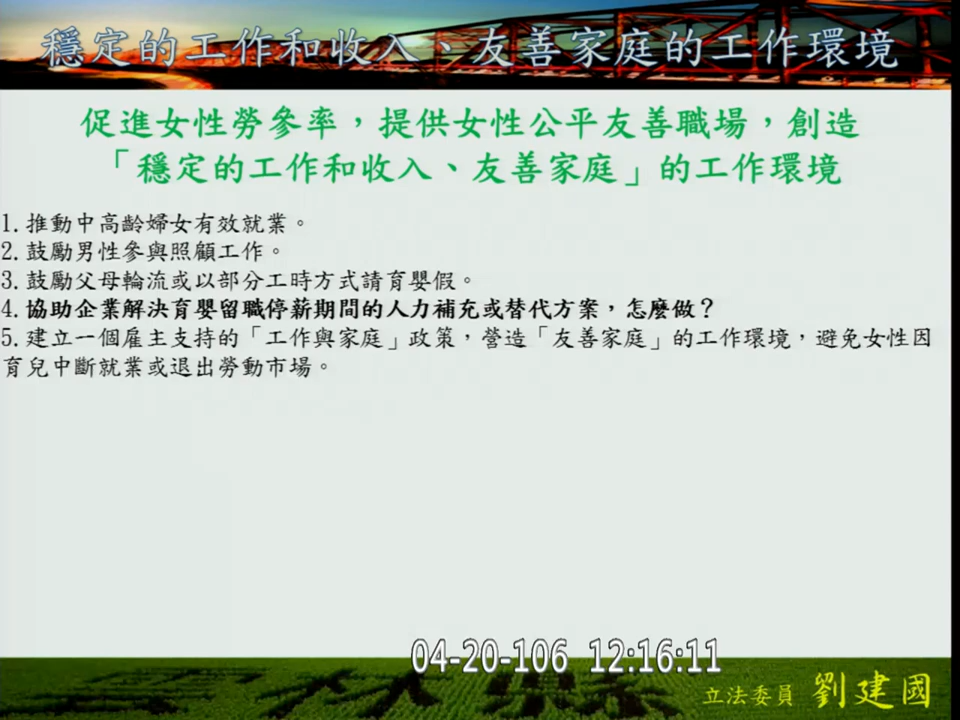 穩定的工作和收入、友善家庭的工作環境
促進女性勞參率，提供女性公平友善職場，創造
「穩定的工作和收入、友善家庭」的工作環境
1.推動中高齡婦女有效就業。
2.鼓勵男性參與照顧工作。
3.鼓勵父母輪流或以部分工時方式請育嬰假。
4.協助企業解決育嬰留職停薪期間的人力補充或替代方案，怎麼做？
5.建立一個雇主支持的「工作與家庭」政策，營造「友善家庭」的工作環境，避免女性因
育兒中斷就業或退出勞動市場。
04-20-106 12:16:11
雲林縣
立法委員 劉建國